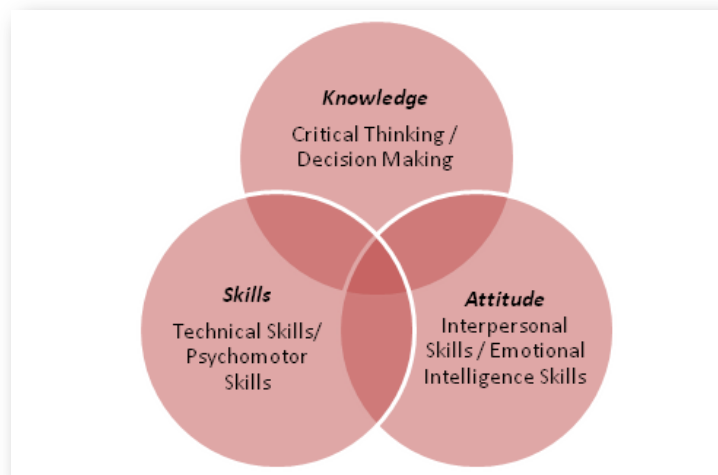 Knowledge
Critical Thinking /
Decision Making
Skills
Technical Skills/
Psychomotor
Skills
Attitude
Interpersonal
Skills / Emotional
Intelligence Skills